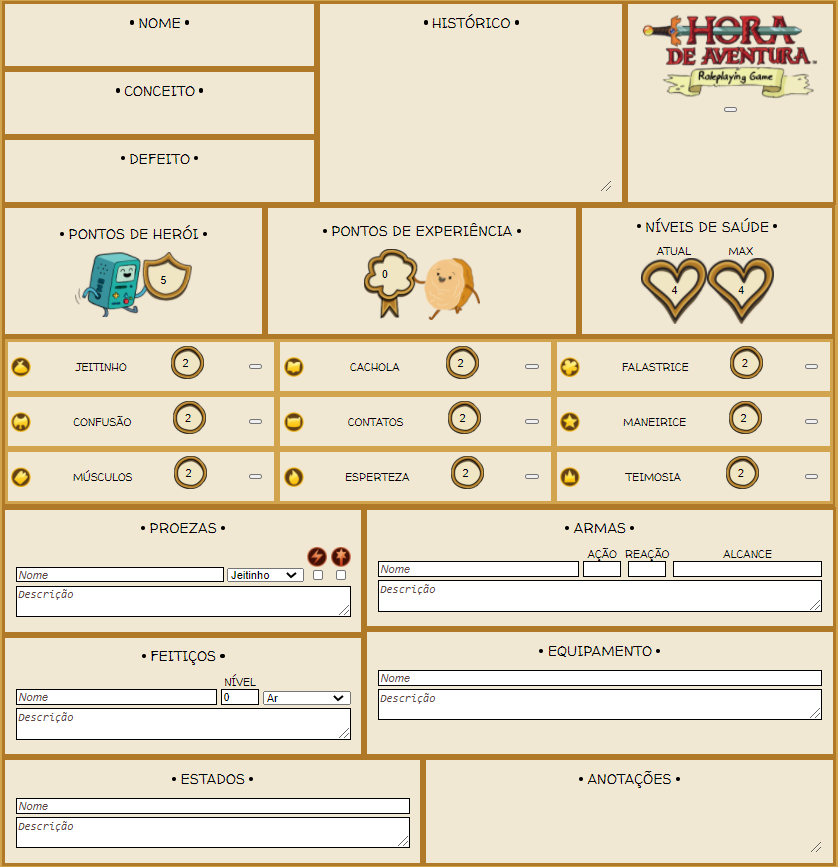 • NOME •
• CONCEITO •
• DEFEITO •
• HISTÓRICO •
HORA
DE AVENTURA™
Roleplaying Game
• PONTOS DE HERÓI •
5
• PONTOS DE EXPERIÊNCIA •
0
• NÍVEIS DE SAÚDE •
ATUAL MAX
4 4
JEITINHO 2 CACHOLA 2 FALASTRICE 2
CONFUSÃO 2 CONTATOS 2 MANEIRICE 2
MÚSCULOS 2 ESPERTEZA 2 TEIMOSIA 2
• PROEZAS •
Nome Jeitinho
Descrição
• ARMAS •
AÇÃO REAÇÃO ALCANCE
Nome
Descrição
• FEITIÇOS •
NÍVEL
Nome 0 Ar
Descrição
• EQUIPAMENTO •
Nome
Descrição
• ESTADOS •
Nome
Descrição
• ANOTAÇÕES •